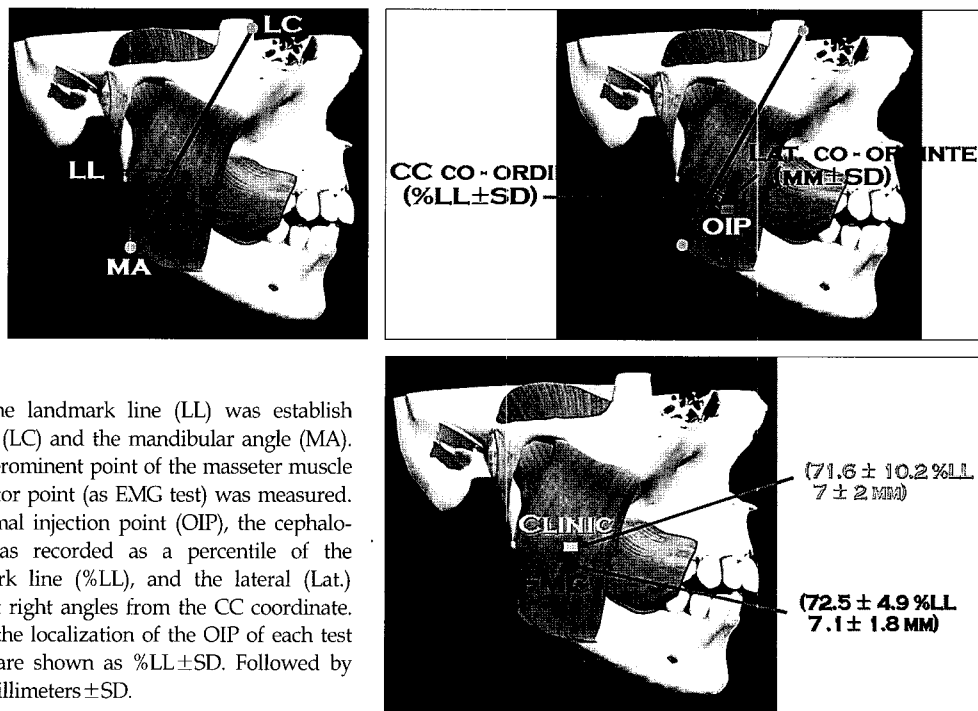 LC
LL
MA
CC CO-ORDI
(%LL±SD)
LAT. CO-OR INTE
(MM±SD)
OIP
CLINIC
EMG
(71.6 ± 10.2 %LL
7 ± 2 MM)
(72.5 ± 4.9 %LL
7.1 ± 1.8 MM)
he landmark line (LL) was establish
(LC) and the mandibular angle (MA).
prominent point of the masseter muscle
tor point (as EMG test) was measured.
nal injection point (OIP), the cephalo-
as recorded as a percentile of the
rk line (%LL), and the lateral (Lat.)
t right angles from the CC coordinate.
the localization of the OIP of each test
are shown as %LL±SD. Followed by
illimeters±SD.